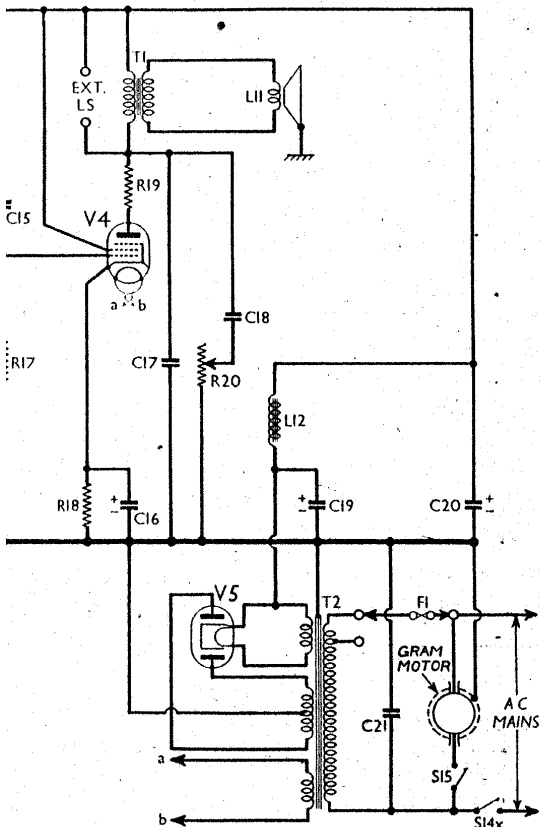 T1
EXT.
LS
L11
R19
C15
V4
a b
C18
R17
C17
R20
L12
R18
+
−
C16
+
−
C19
C20
+
−
V5
T2
F1
GRAM
MOTOR
AC
MAINS
C21
a
S15
b
S14x